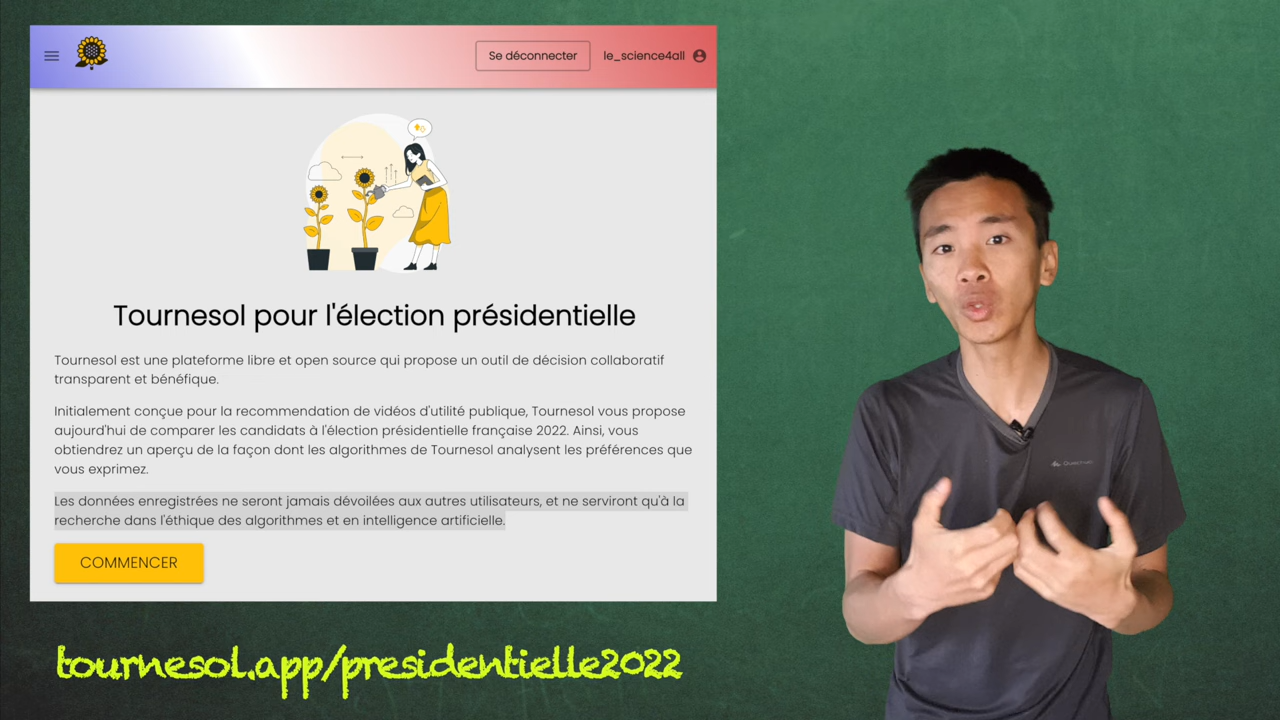 Se déconnecter
le_science4all
Tournesol pour l'élection présidentielle
Tournesol est une plateforme libre et open source qui propose un outil de décision collaboratif
transparent et bénéfique.
Initialement conçue pour la recommandation de vidéos d'utilité publique, Tournesol vous propose
aujourd'hui de comparer les candidats à l'élection présidentielle française 2022. Ainsi, vous
obtiendrez un aperçu de la façon dont les algorithmes de Tournesol analysent les préférences que
vous exprimez.
Les données enregistrées ne seront jamais dévoilées aux autres utilisateurs, et ne serviront qu'à la
recherche dans l'éthique des algorithmes et en intelligence artificielle.
COMMENCER
tournesol.app/presidentielle2022